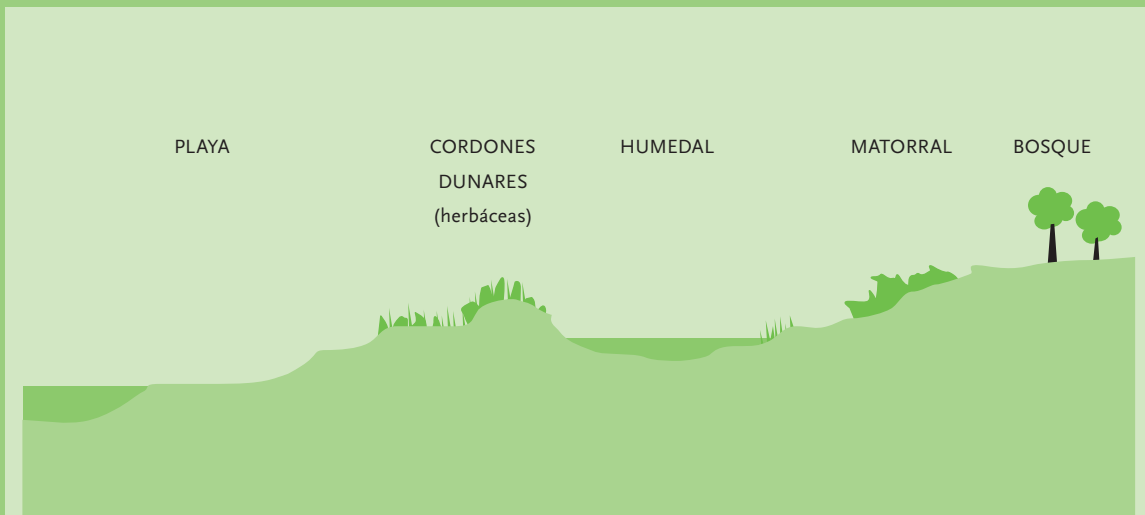 PLAYA
CORDONES
DUNARES
(herbáceas)
HUMEDAL
MATORRAL
BOSQUE